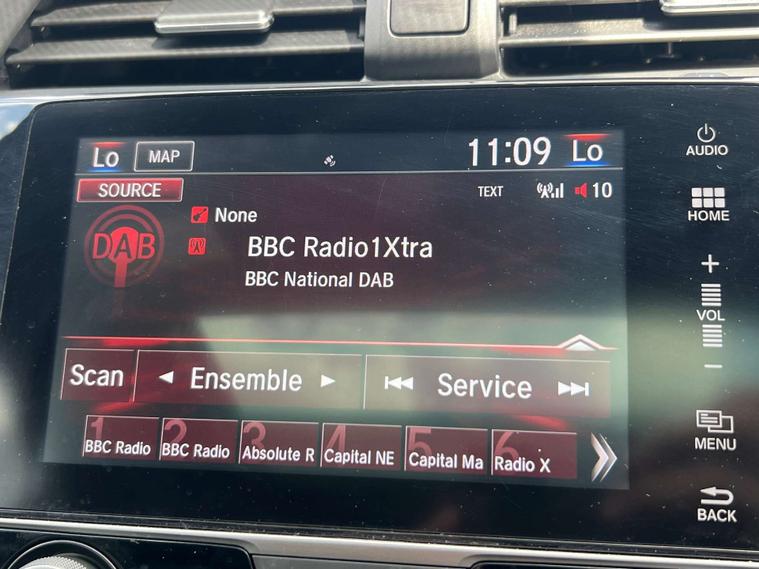 Lo MAP 11:09 Lo
SOURCE TEXT 10
None
DAB
BBC Radio1Xtra
BBC National DAB
Scan Ensemble Service
1 BBC Radio
2 BBC Radio
3 Absolute R
4 Capital NE
5 Capital Ma
6 Radio X
AUDIO
HOME
+
VOL
−
MENU
BACK